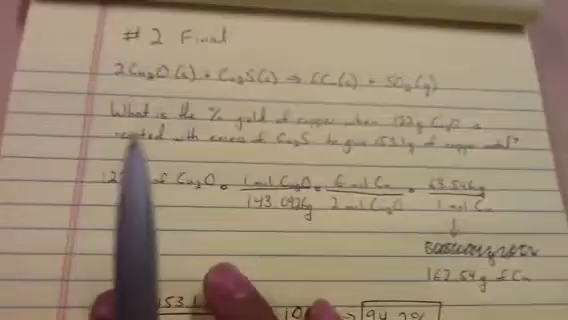 # 2 Final
2Cu₂O(s) + Cu₂S(s) → 6Cu(s) + SO₂(g)
What is the % yield of copper when 122g Cu₂O is
reacted with excess of Cu₂S to give 153.1g of copper metal?
of Cu₂O • 1 mol Cu₂O / 143.0926g • 6 mol Cu / 2 mol Cu₂O • 63.546g / 1 mol Cu
↓
162.54g of Cu
153.1
94.2%